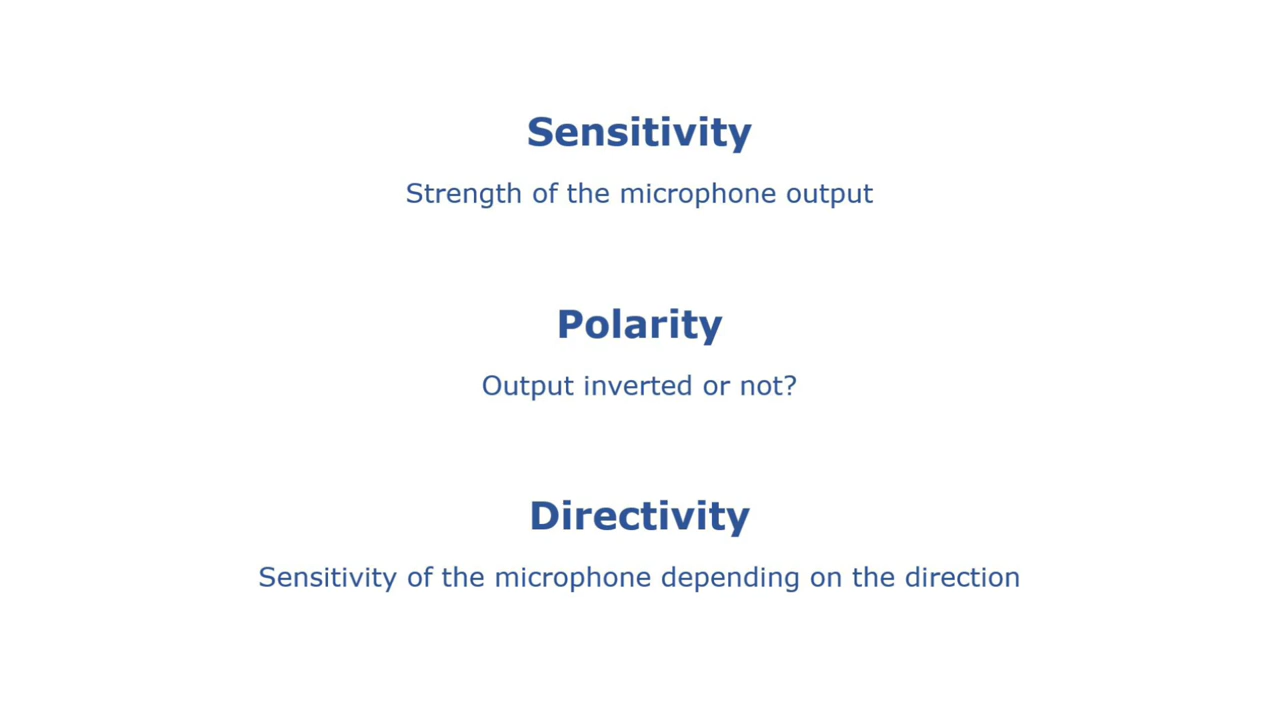 Sensitivity
Strength of the microphone output
Polarity
Output inverted or not?
Directivity
Sensitivity of the microphone depending on the direction